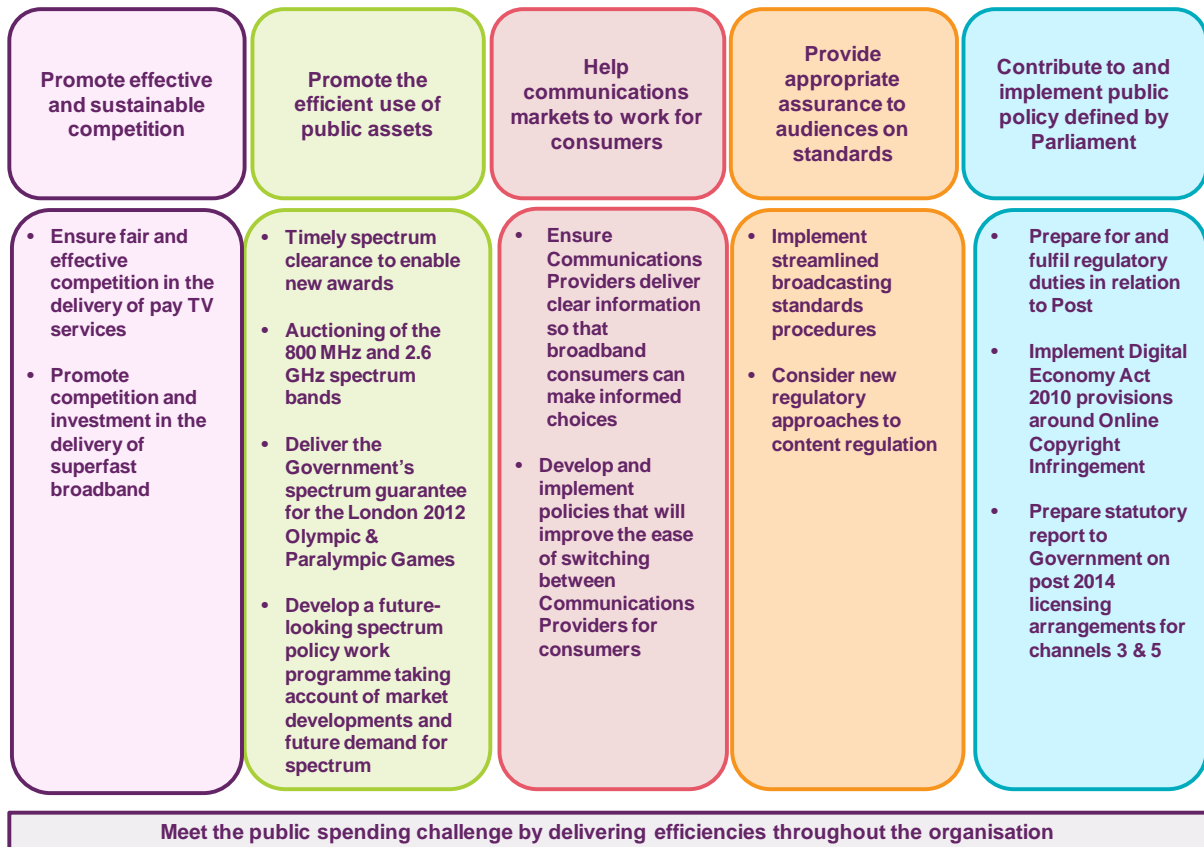 Promote effective
and sustainable
competition
Promote the
efficient use of
public assets
Help
communications
markets to work for
consumers
Provide
appropriate
assurance to
audiences on
standards
Contribute to and
implement public
policy defined by
Parliament
• Ensure fair and
effective
competition in the
delivery of pay TV
services
• Promote
competition and
investment in the
delivery of
superfast
broadband
• Timely spectrum
clearance to enable
new awards
• Auctioning of the
800 MHz and 2.6
GHz spectrum
bands
• Deliver the
Government's
spectrum guarantee
for the London 2012
Olympic &
Paralympic Games
• Develop a future-
looking spectrum
policy work
programme taking
account of market
developments and
future demand for
spectrum
• Ensure
Communications
Providers deliver
clear information
so that
broadband
consumers can
make informed
choices
• Develop and
implement
policies that will
improve the ease
of switching
between
Communications
Providers for
consumers
• Implement
streamlined
broadcasting
standards
procedures
• Consider new
regulatory
approaches to
content regulation
• Prepare for and
fulfil regulatory
duties in relation
to Post
• Implement Digital
Economy Act
2010 provisions
around Online
Copyright
Infringement
• Prepare statutory
report to
Government on
post 2014
licensing
arrangements for
channels 3 & 5
Meet the public spending challenge by delivering efficiencies throughout the organisation